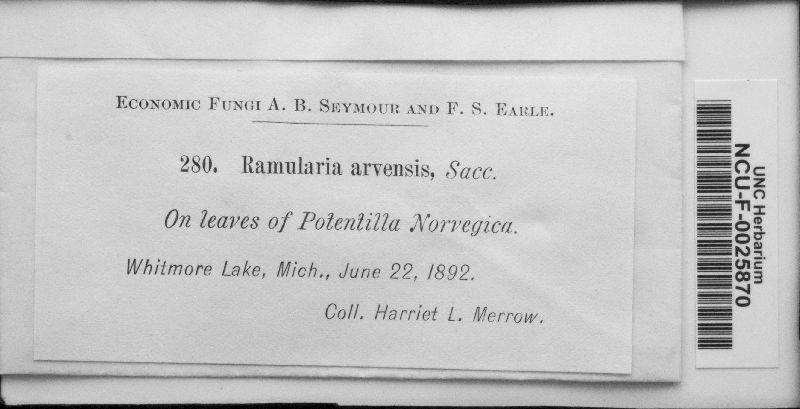 ECONOMIC FUNGI A. B. SEYMOUR AND F. S. EARLE.
280. Ramularia arvensis, Sacc.
On leaves of Potentilla Norvegica.
Whitmore Lake, Mich., June 22, 1892.
Coll. Harriet L. Merrow.
UNC Herbarium
NCU-F-0025870